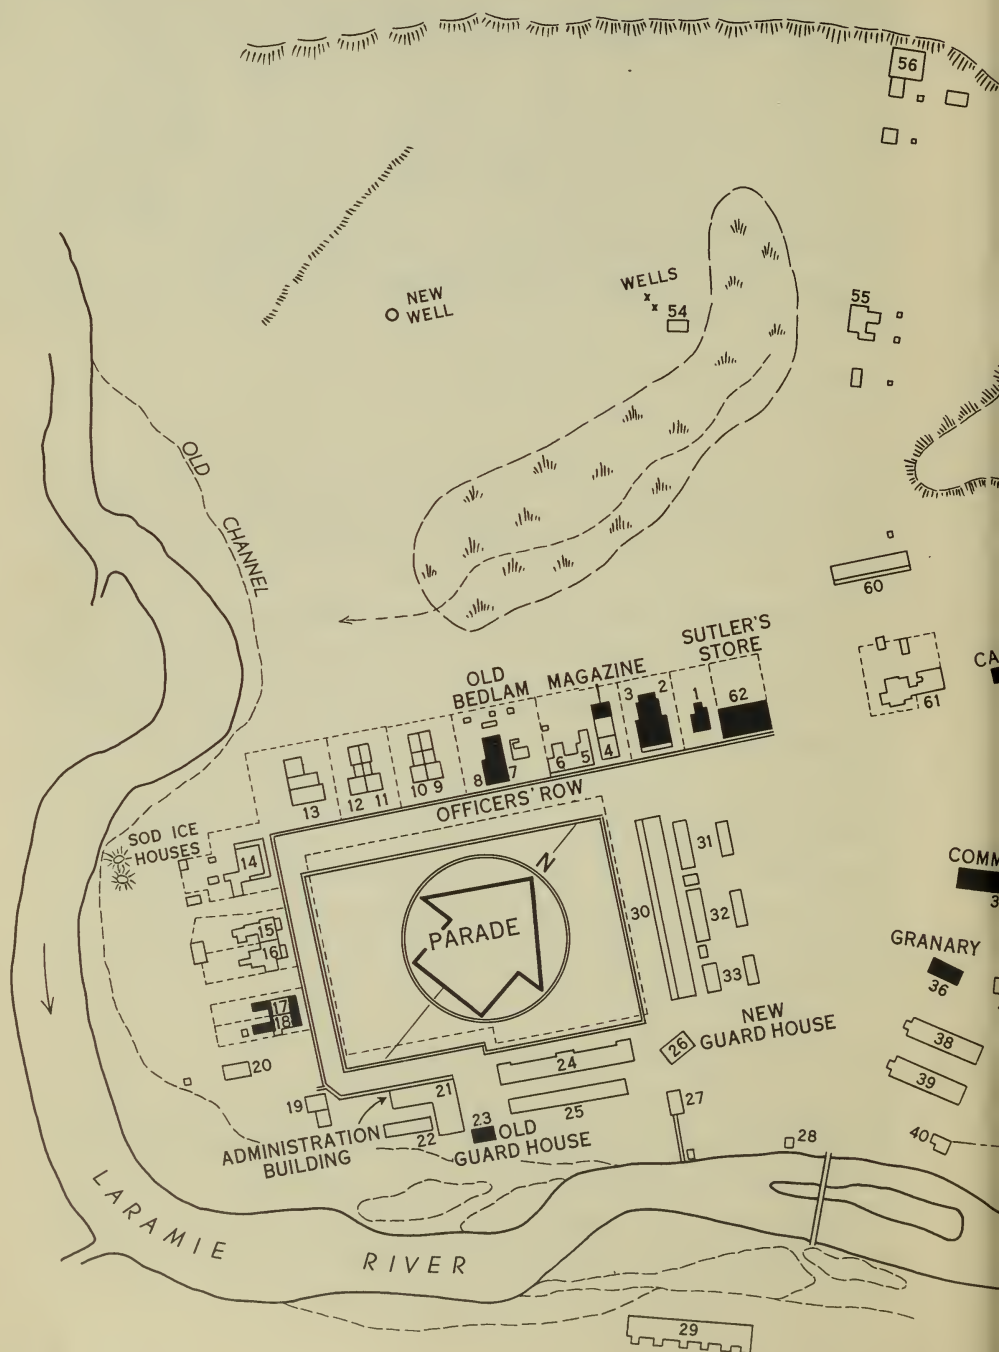 56
NEW
WELL
WELLS
54
55
OLD
CHANNEL
60
61
CA
SUTLER'S
STORE
MAGAZINE
OLD
BEDLAM
62
1
2
3
4
5
6
7
8
10 9
12 11
13
OFFICERS' ROW
SOD ICE
HOUSES
14
15
16
17
18
20
19
N
PARADE
30
31
32
33
COMM
3
GRANARY
36
38
39
40
NEW
GUARD HOUSE
26
24
25
27
28
21
22
23
OLD
GUARD HOUSE
ADMINISTRATION
BUILDING
LARAMIE RIVER
29